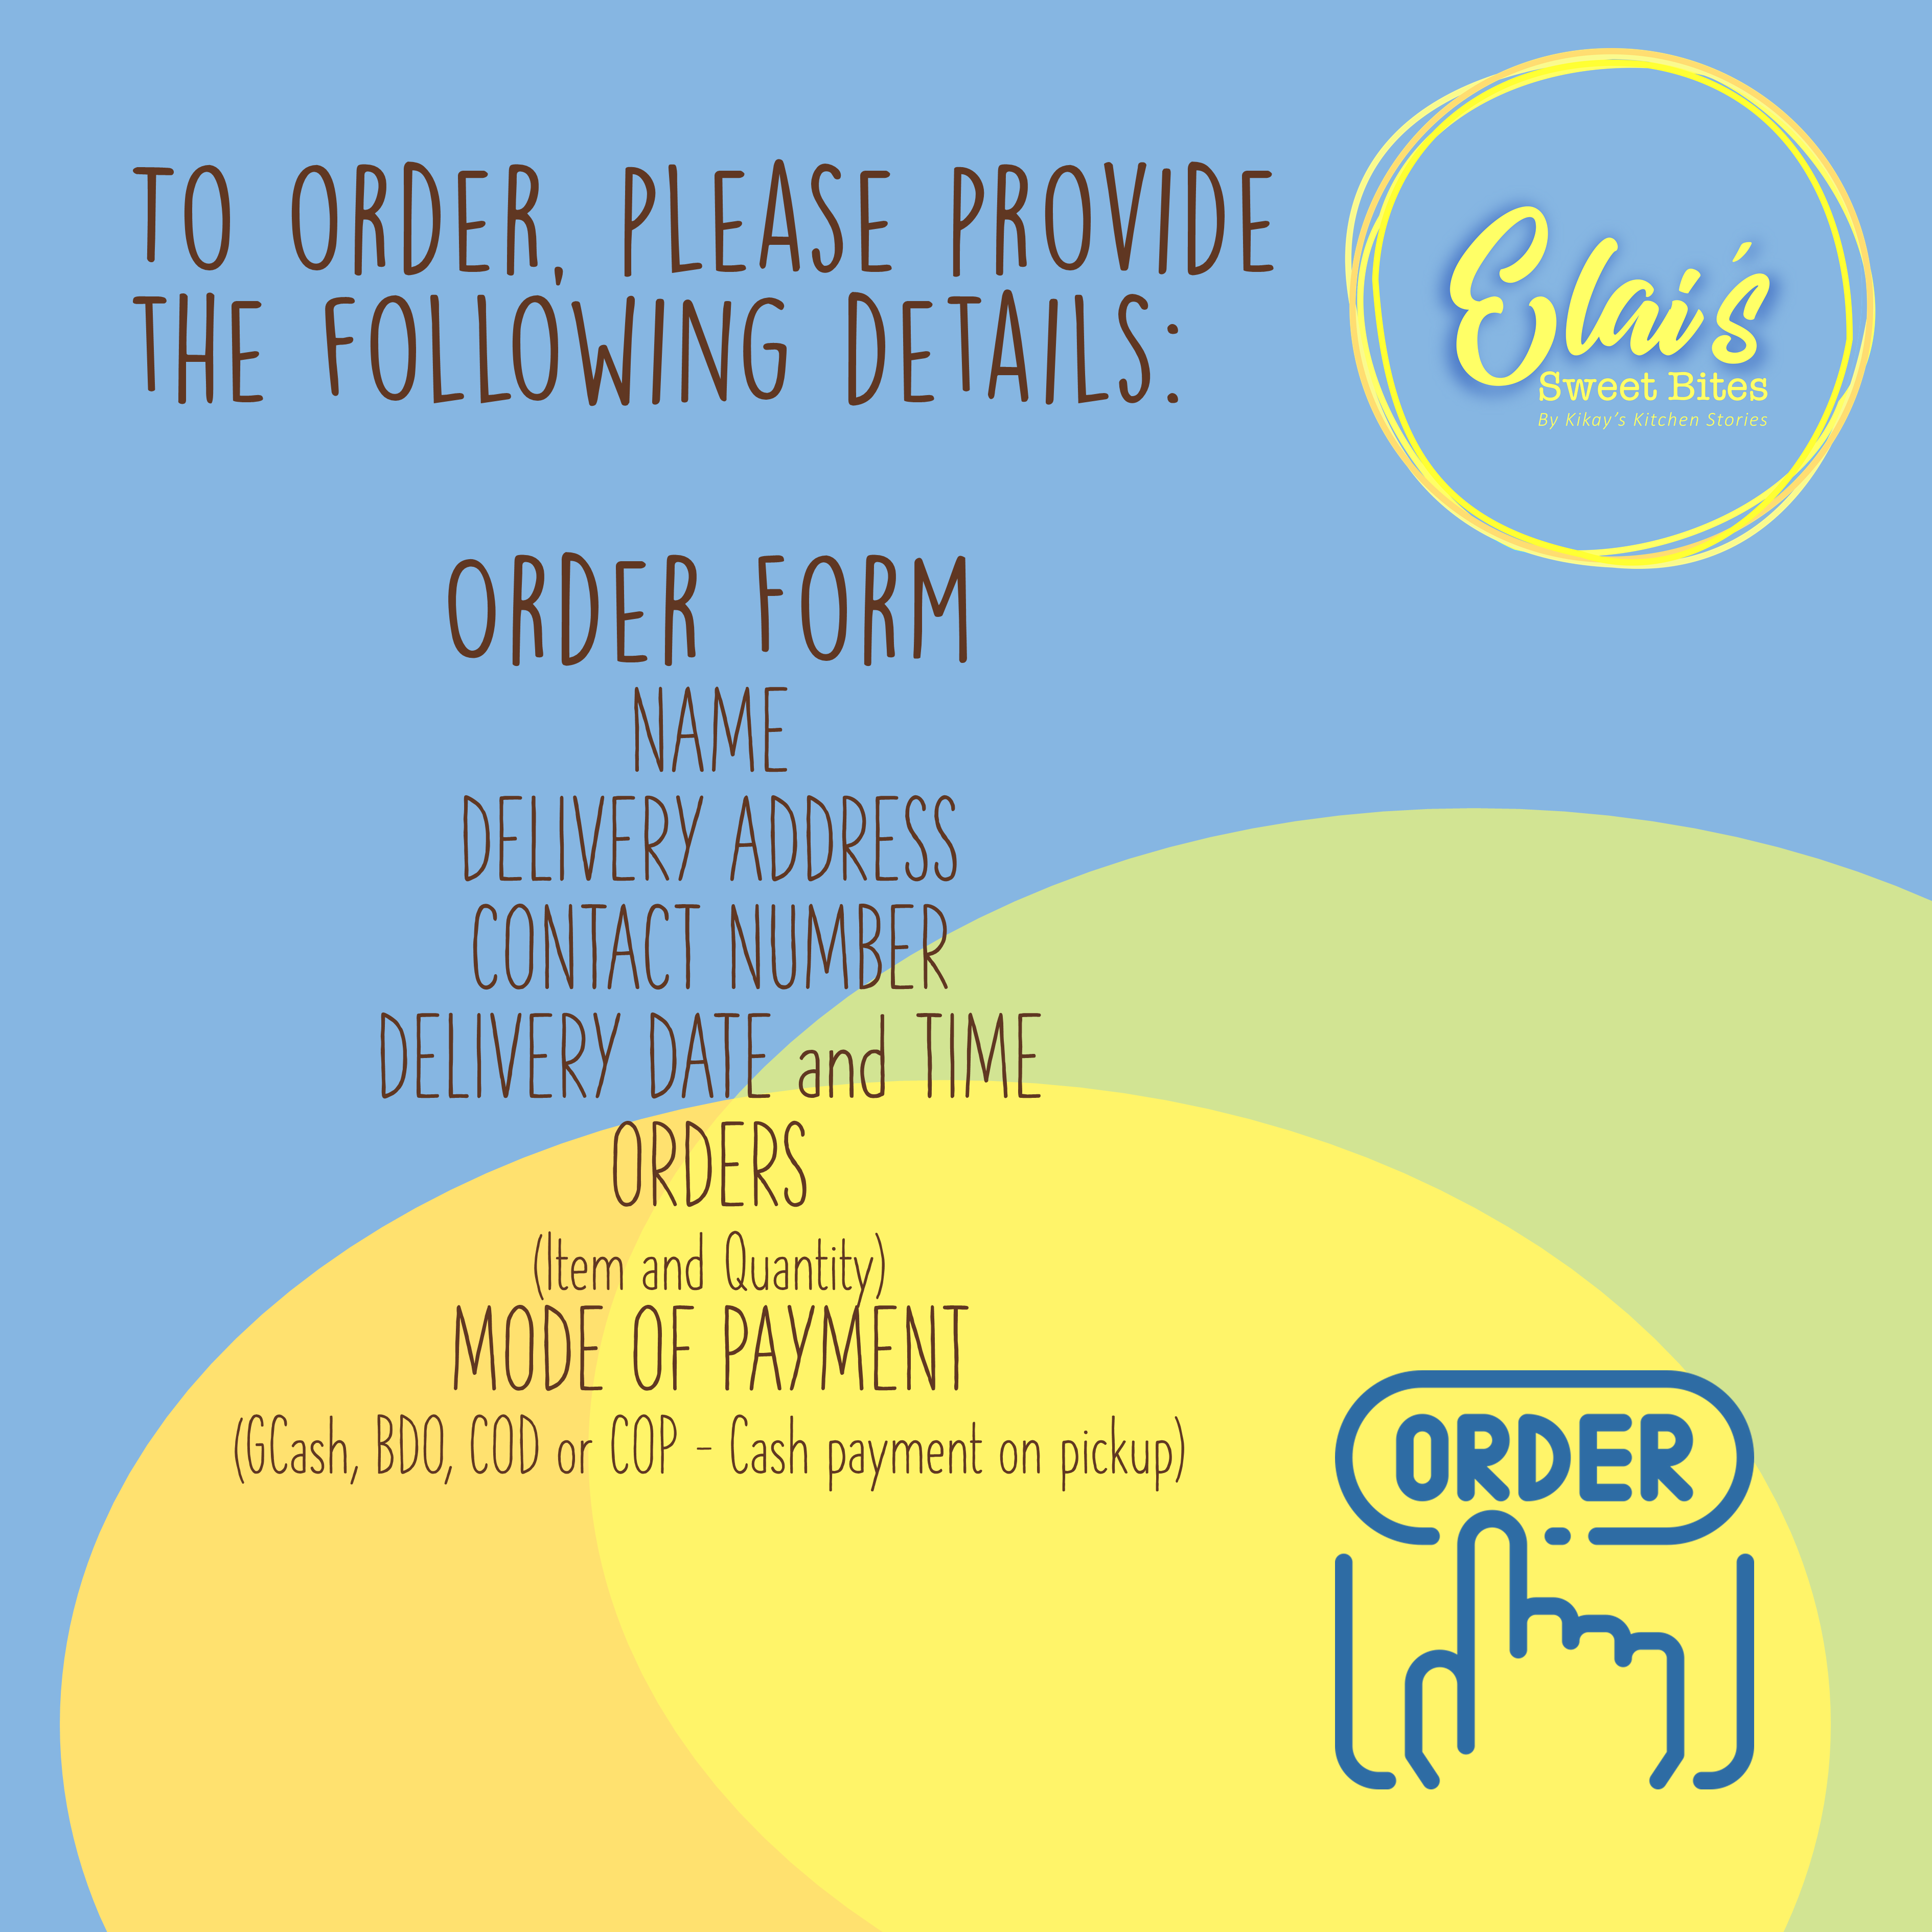 TO ORDER, PLEASE PROVIDE
THE FOLLOWING DETAILS:
Elai's
Sweet Bites
By Kikay's Kitchen Stories
ORDER FORM
NAME
DELIVERY ADDRESS
CONTACT NUMBER
DELIVERY DATE and TIME
ORDERS
(Item and Quantity)
MODE OF PAYMENT
(GCash, BDO, COD or COP - Cash payment on pickup)
ORDER